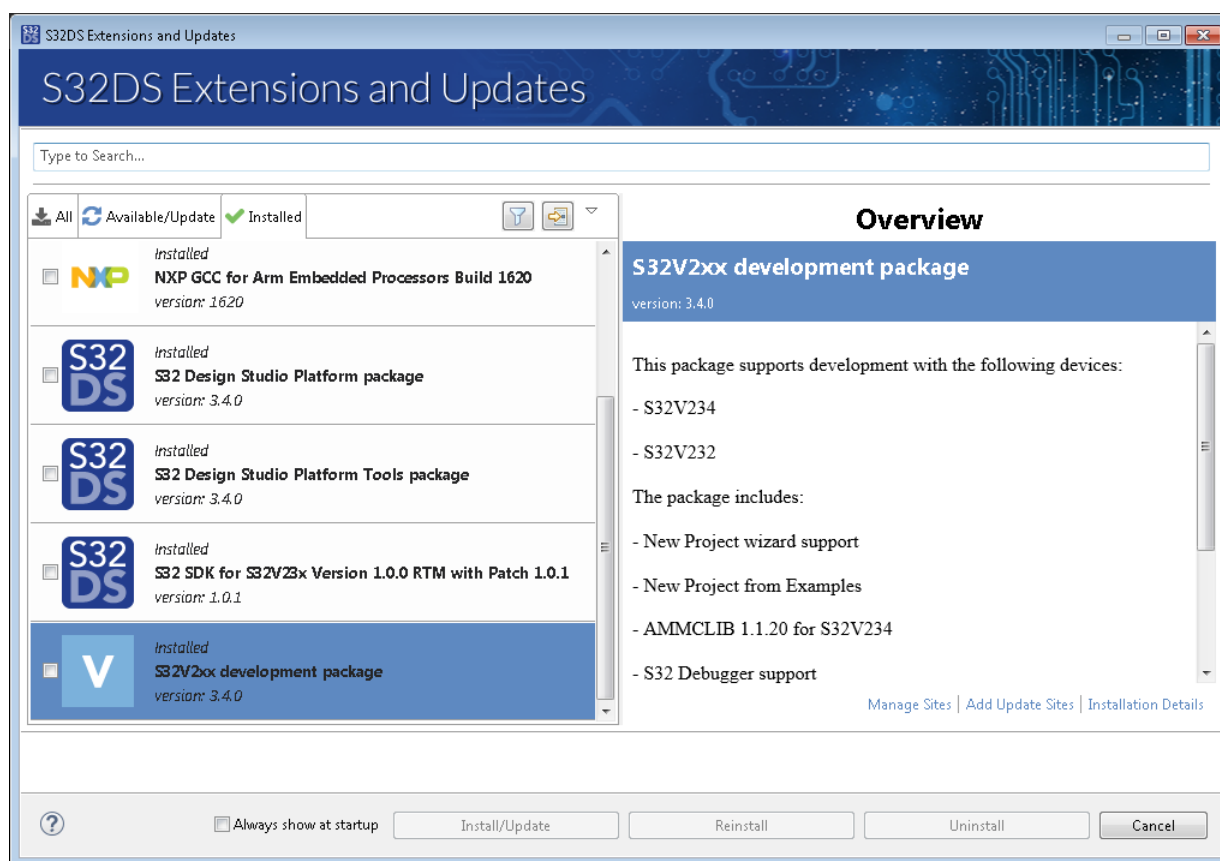 S32DS Extensions and Updates
S32DS Extensions and Updates
Type to Search...
All
Available/Update
Installed
Installed
NXP GCC for Arm Embedded Processors Build 1620
version: 1620
NXP
Installed
S32 Design Studio Platform package
version: 3.4.0
S32
DS
Installed
S32 Design Studio Platform Tools package
version: 3.4.0
S32
DS
Installed
S32 SDK for S32V23x Version 1.0.0 RTM with Patch 1.0.1
version: 1.0.1
S32
DS
Installed
S32V2xx development package
version: 3.4.0
V
Overview
S32V2xx development package
version: 3.4.0
This package supports development with the following devices:
- S32V234
- S32V232
The package includes:
- New Project wizard support
- New Project from Examples
- AMMCLIB 1.1.20 for S32V234
- S32 Debugger support
Manage Sites | Add Update Sites | Installation Details
? Always show at startup Install/Update Reinstall Uninstall Cancel